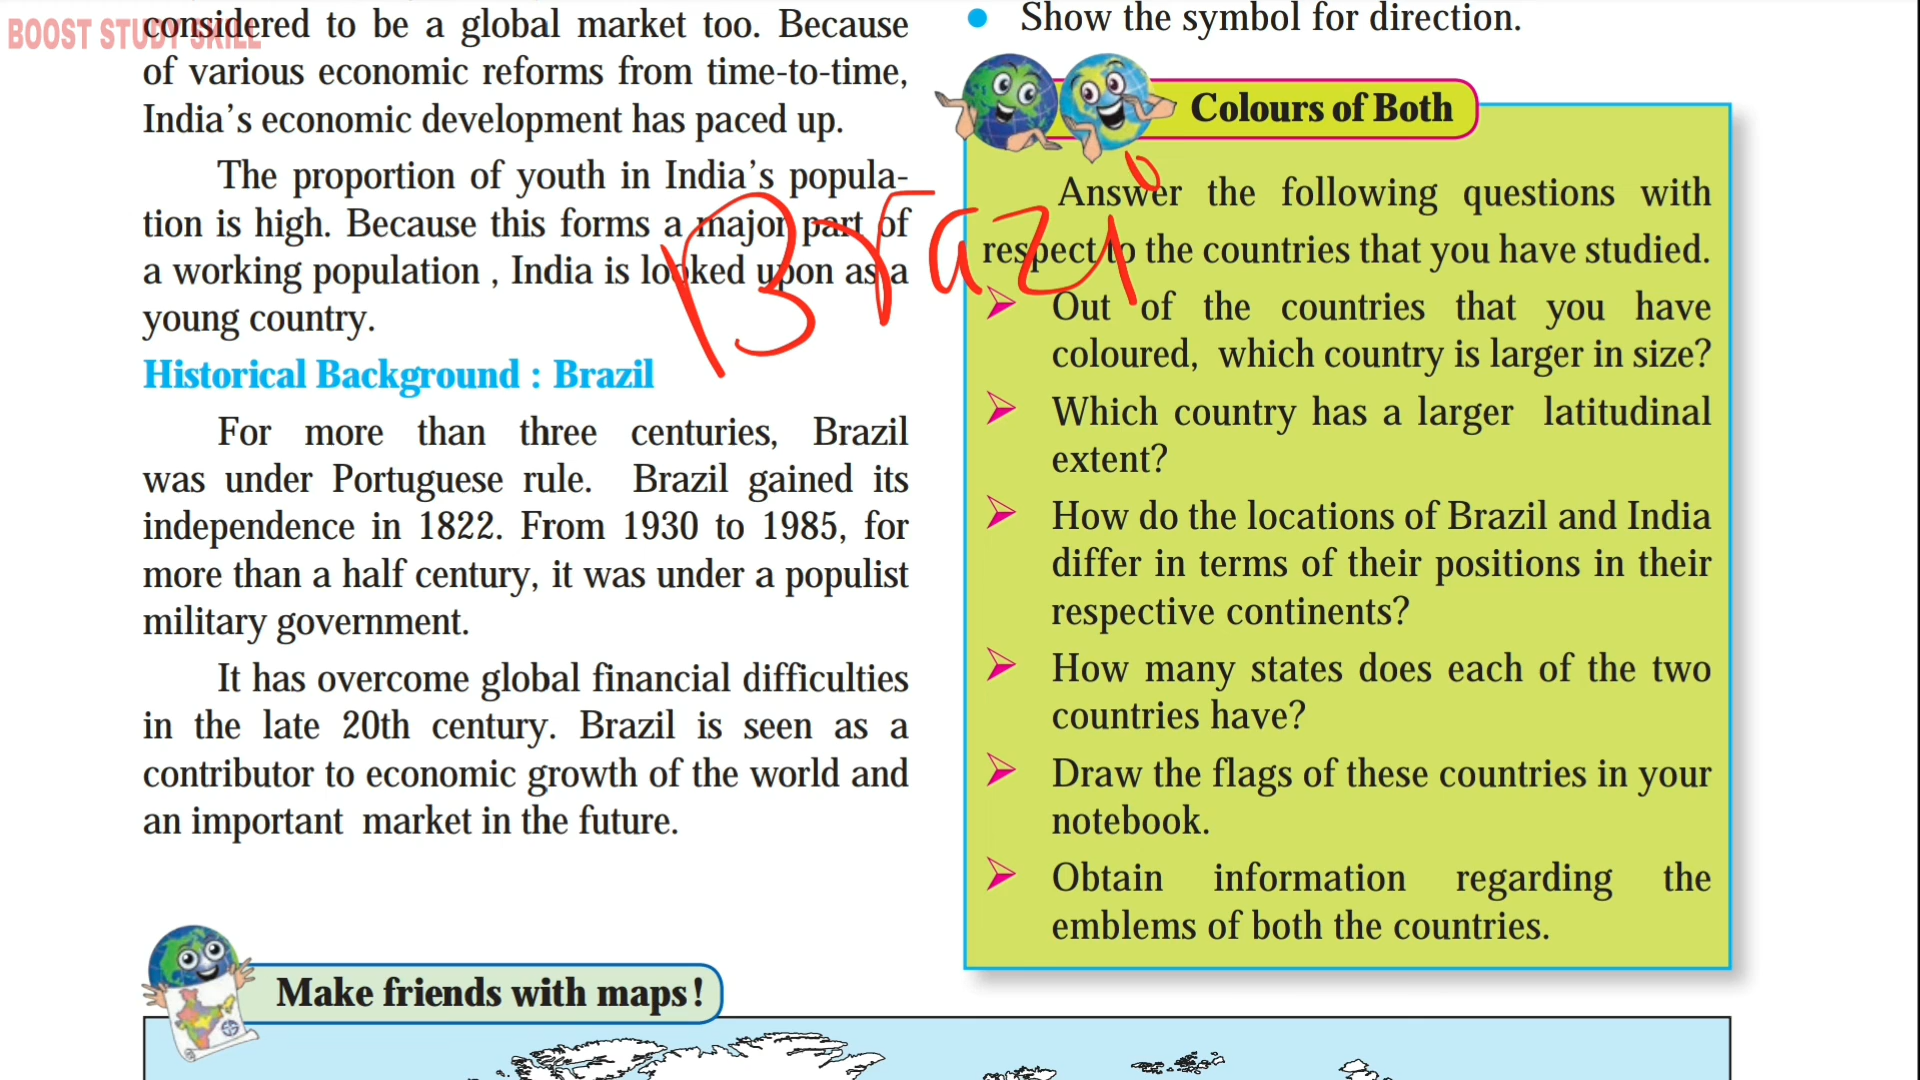 BOOST STUDY SKILL
considered to be a global market too. Because
of various economic reforms from time-to-time,
India's economic development has paced up.
The proportion of youth in India's popula-
tion is high. Because this forms a major part of
a working population , India is looked upon as a
young country.
Historical Background : Brazil
For more than three centuries, Brazil
was under Portuguese rule. Brazil gained its
independence in 1822. From 1930 to 1985, for
more than a half century, it was under a populist
military government.
It has overcome global financial difficulties
in the late 20th century. Brazil is seen as a
contributor to economic growth of the world and
an important market in the future.
Make friends with maps!
• Show the symbol for direction.
Colours of Both
Answer the following questions with
respect to the countries that you have studied.
Out of the countries that you have
coloured, which country is larger in size?
Which country has a larger latitudinal
extent?
How do the locations of Brazil and India
differ in terms of their positions in their
respective continents?
How many states does each of the two
countries have?
Draw the flags of these countries in your
notebook.
Obtain information regarding the
emblems of both the countries.
Brazi